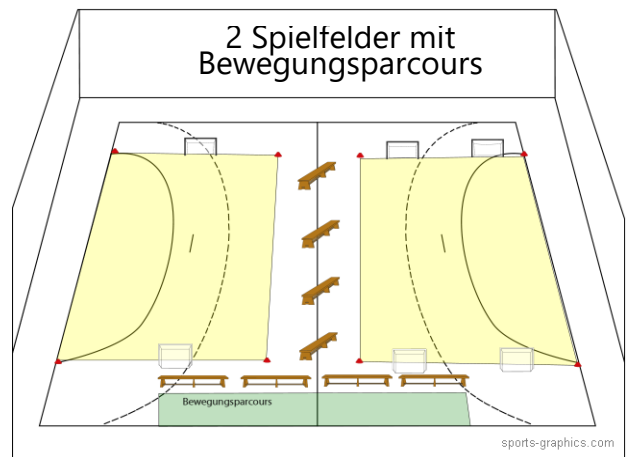 2 Spielfelder mit
Bewegungsparcours
Bewegungsparcours
sports-graphics.com